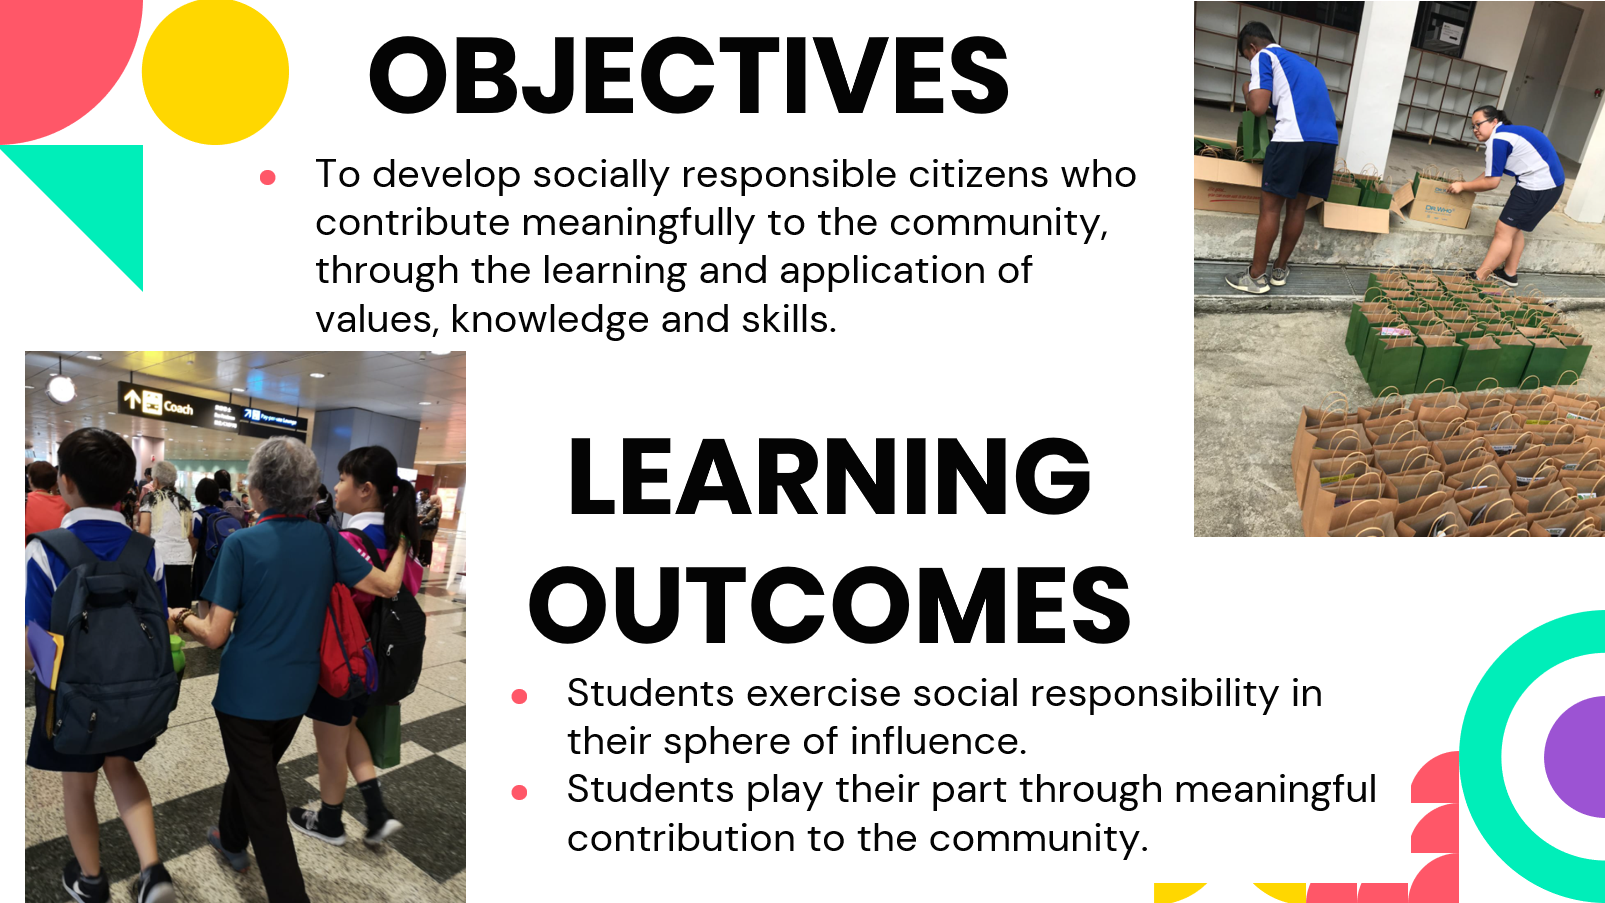 OBJECTIVES
• To develop socially responsible citizens who
contribute meaningfully to the community,
through the learning and application of
values, knowledge and skills.
Coach
LEARNING
OUTCOMES
• Students exercise social responsibility in
their sphere of influence.
• Students play their part through meaningful
contribution to the community.